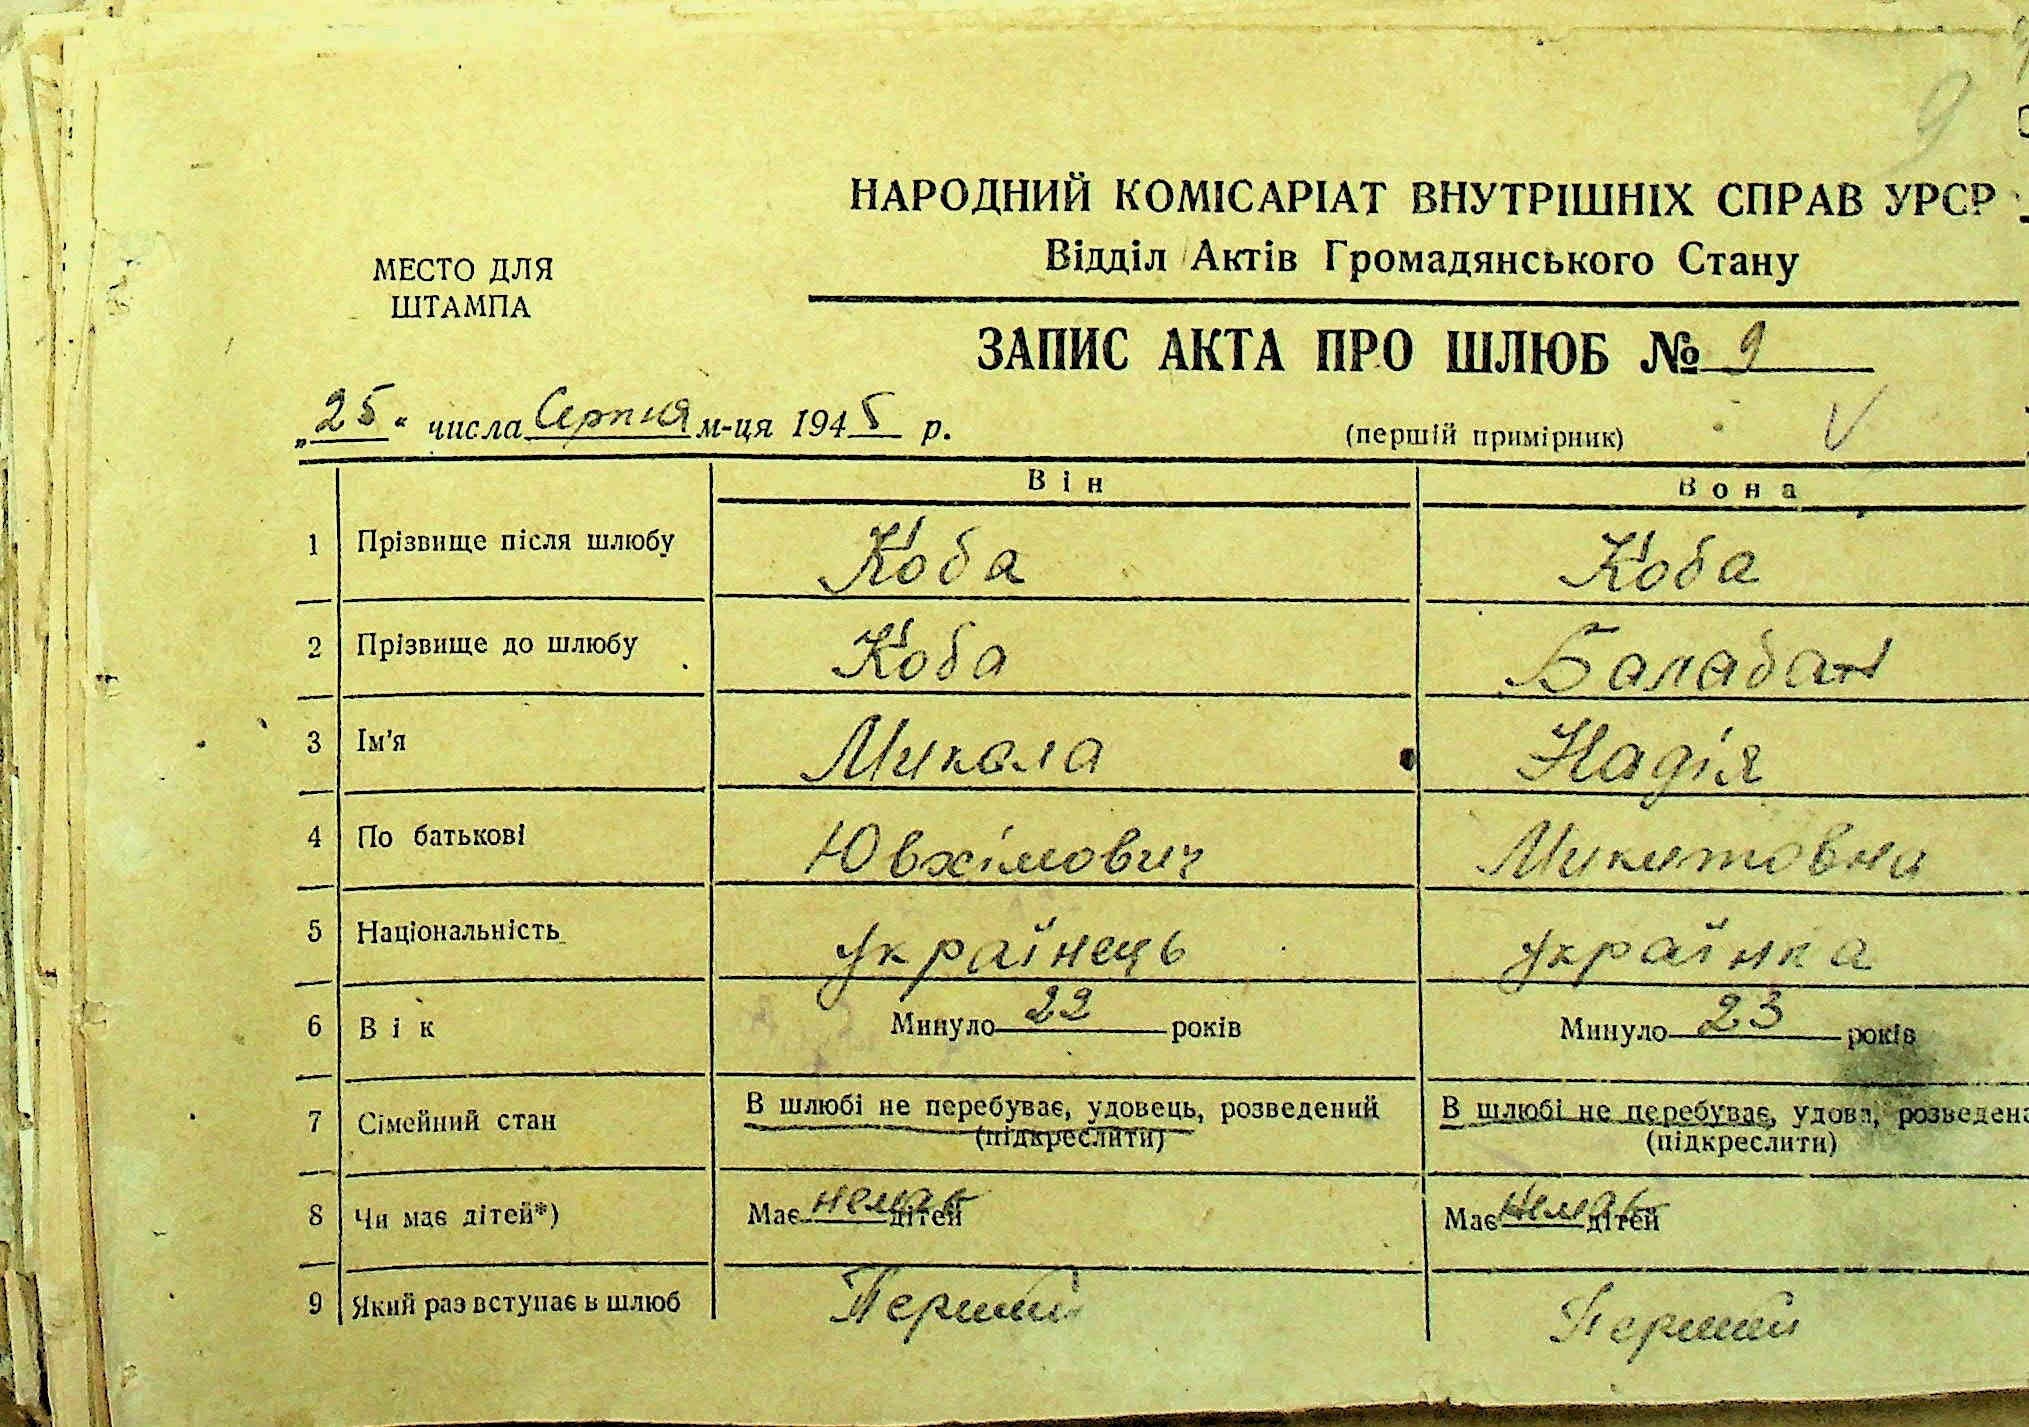 9
НАРОДНИЙ КОМІСАРІАТ ВНУТРІШНІХ СПРАВ УРСР
Відділ Актів Громадянського Стану
МЕСТО ДЛЯ
ШТАМПА
ЗАПИС АКТА ПРО ШЛЮБ № 9
„25“ числа Серпня м-ця 1945 р.
(першій примірник)
Він Вона
1 Прізвище після шлюбу Коба Коба
2 Прізвище до шлюбу Коба Балабан
3 Ім'я Микола Надія
4 По батькові Ювхімович Микитовна
5 Національність українець українка
6 Вік Минуло 22 років Минуло 23 років
7 Сімейний стан В шлюбі не перебуває, удовець, розведений В шлюбі не перебуває, удова, розведена
(підкреслити) (підкреслити)
8 Чи має дітей*) Має немає дітей Має немає дітей
9 Який раз вступає в шлюб Перший Перший